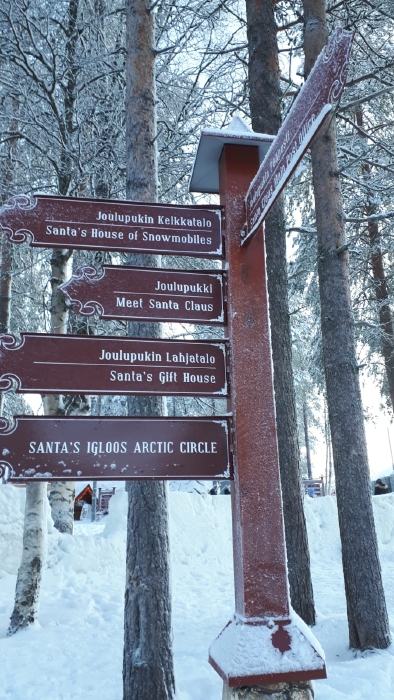 Joulupukin Kelkkatalo
Santa's House of Snowmobiles
Joulupukki
Meet Santa Claus
Joulupukin Lahjatalo
Santa's Gift House
SANTA'S IGLOOS ARCTIC CIRCLE